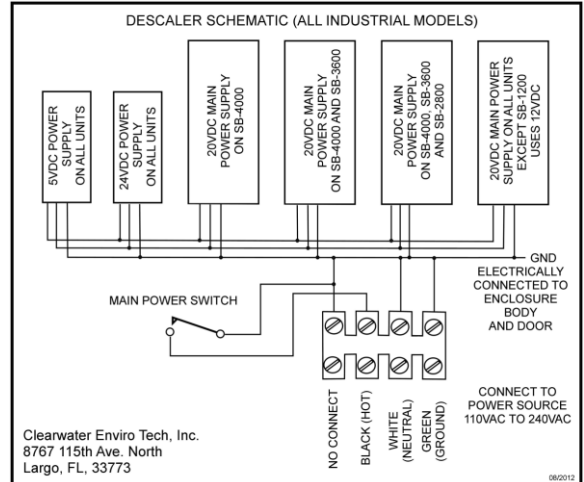 DESCALER SCHEMATIC (ALL INDUSTRIAL MODELS)
5VDC POWER
SUPPLY
ON ALL UNITS
24VDC POWER
SUPPLY
ON ALL UNITS
20VDC MAIN
POWER SUPPLY
ON SB-4000
20VDC MAIN
POWER SUPPLY
ON SB-4000 AND SB-3600
20VDC MAIN
POWER SUPPLY
ON SB-4000, SB-3600
AND SB-2800
20VDC MAIN POWER
SUPPLY ON ALL UNITS
EXCEPT SB-1200
USES 12VDC
GND
ELECTRICALLY
CONNECTED TO
ENCLOSURE
BODY
AND DOOR
MAIN POWER SWITCH
NO CONNECT
BLACK (HOT)
WHITE
(NEUTRAL)
GREEN
(GROUND)
CONNECT TO
POWER SOURCE
110VAC TO 240VAC
Clearwater Enviro Tech, Inc.
8767 115th Ave. North
Largo, FL, 33773
08/2012